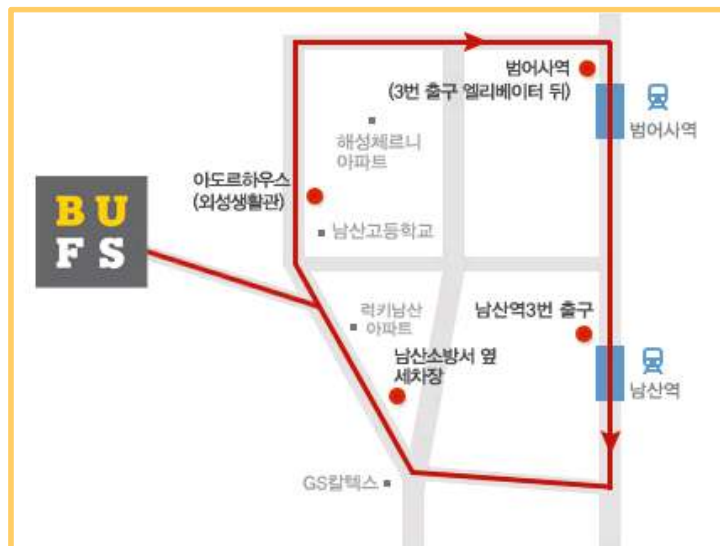 범어사역
(3번 출구 엘리베이터 뒤)
범어사역
해성체르니
아파트
아도르하우스
(외성생활관)
B U
F S
남산고등학교
럭키남산
아파트
남산역3번 출구
남산소방서 옆
세차장
남산역
GS칼텍스